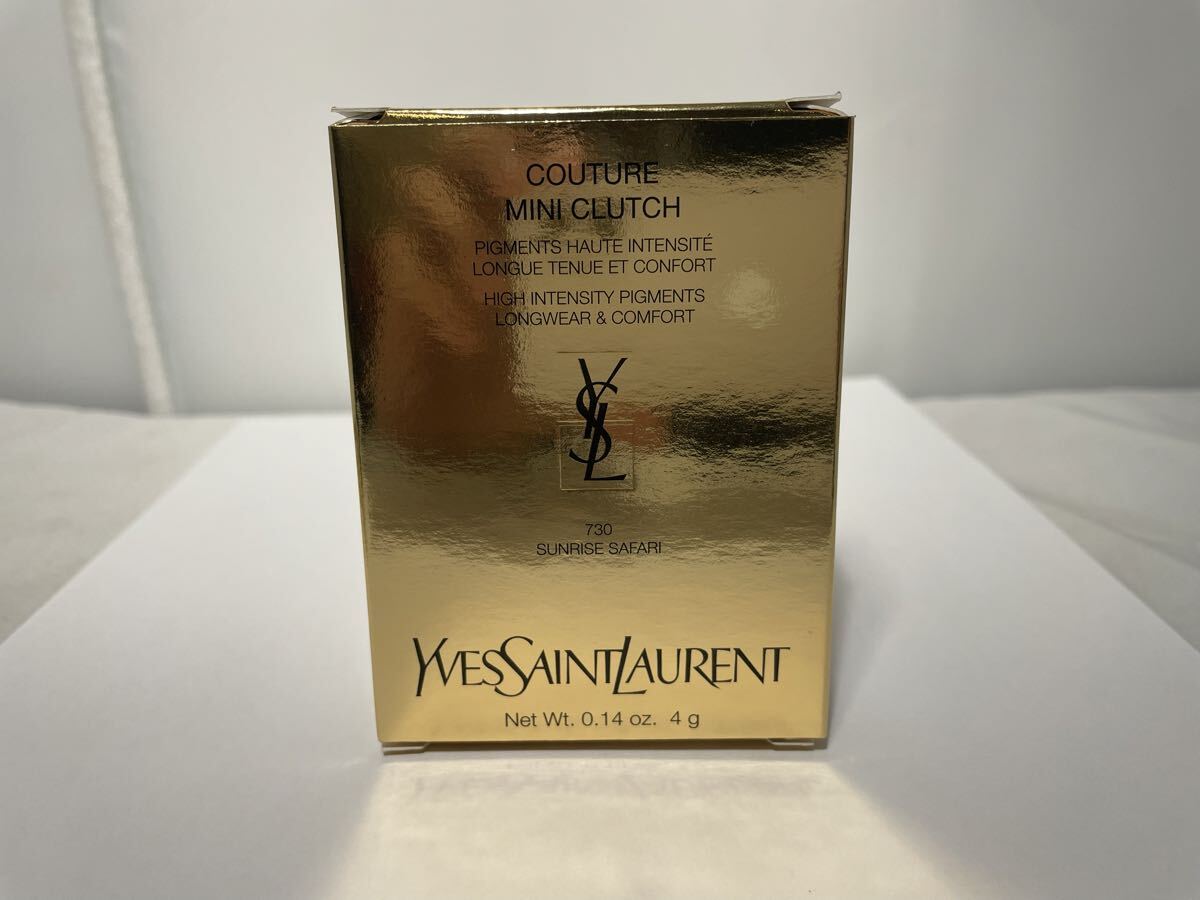 COUTURE
MINI CLUTCH
PIGMENTS HAUTE INTENSITÉ
LONGUE TENUE ET CONFORT
HIGH INTENSITY PIGMENTS
LONGWEAR & COMFORT
YSL
730
SUNRISE SAFARI
YVESSAINTLAURENT
Net Wt. 0.14 oz. 4 g